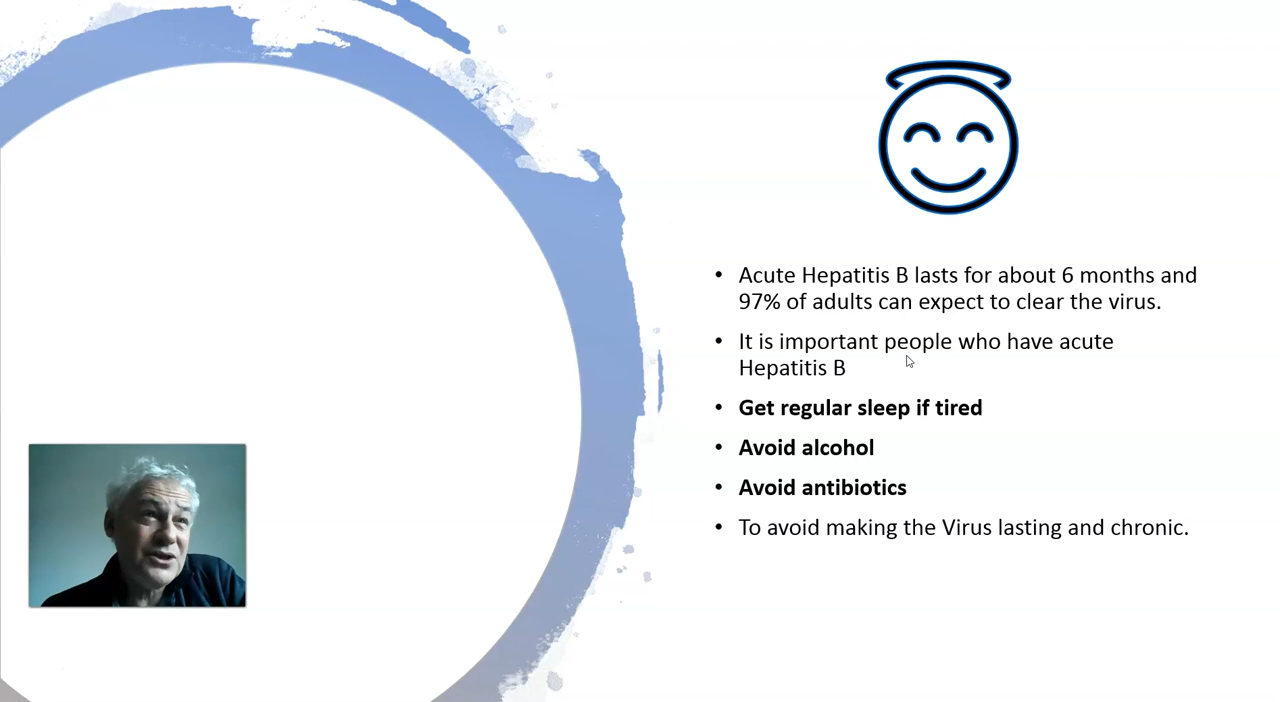 • Acute Hepatitis B lasts for about 6 months and
97% of adults can expect to clear the virus.
• It is important people who have acute
Hepatitis B
• Get regular sleep if tired
• Avoid alcohol
• Avoid antibiotics
• To avoid making the Virus lasting and chronic.